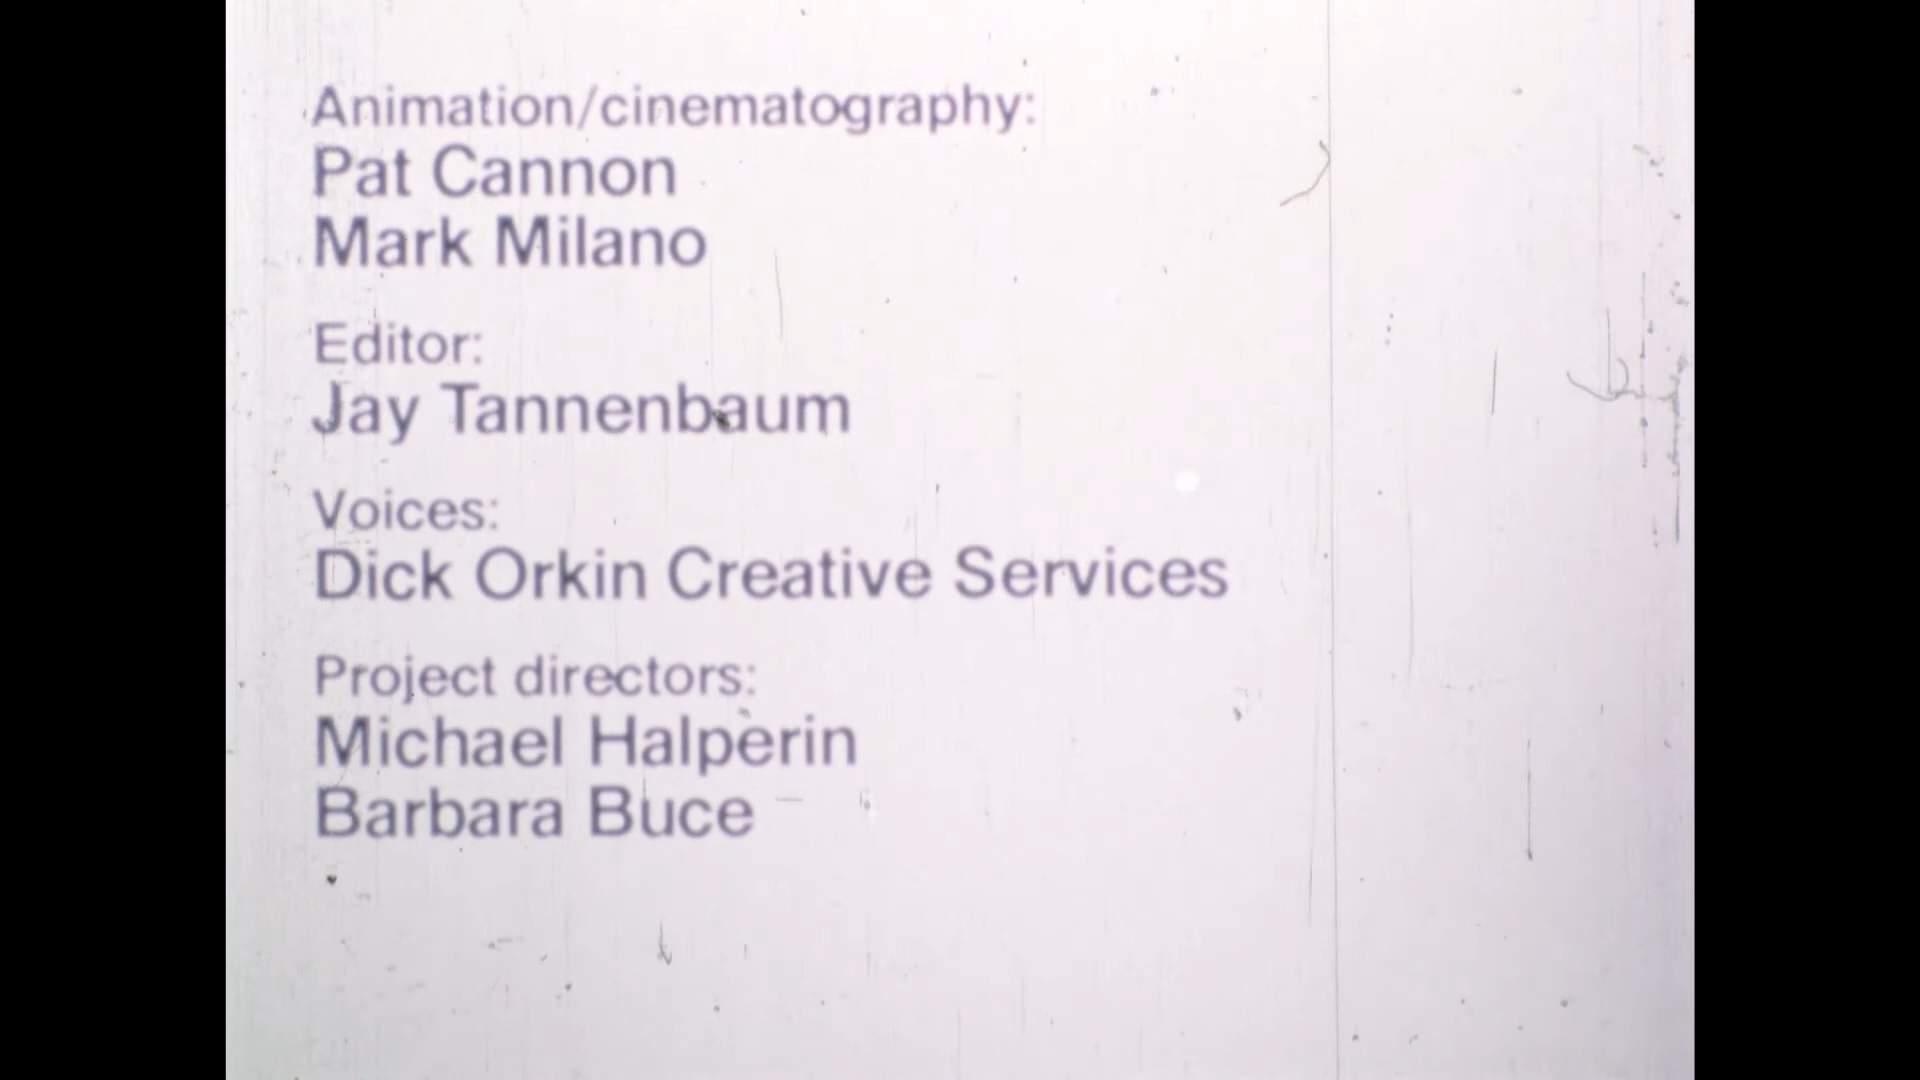 Animation/cinematography:
Pat Cannon
Mark Milano
Editor:
Jay Tannenbaum
Voices:
Dick Orkin Creative Services
Project directors:
Michael Halperin
Barbara Buce